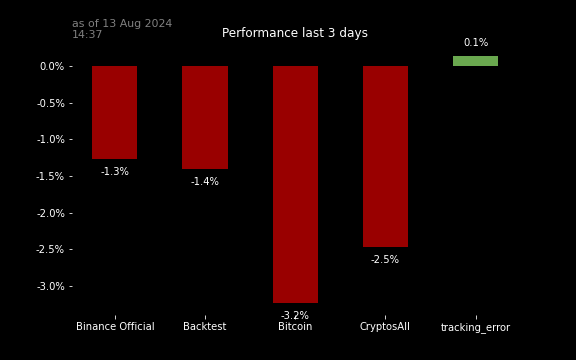 as of 13 Aug 2024
14:37
Performance last 3 days
0.1%
0.0%
-0.5%
-1.0%
-1.5%
-2.0%
-2.5%
-3.0%
-1.3%
-1.4%
-3.2%
-2.5%
Binance Official
Backtest
Bitcoin
CryptosAll
tracking_error